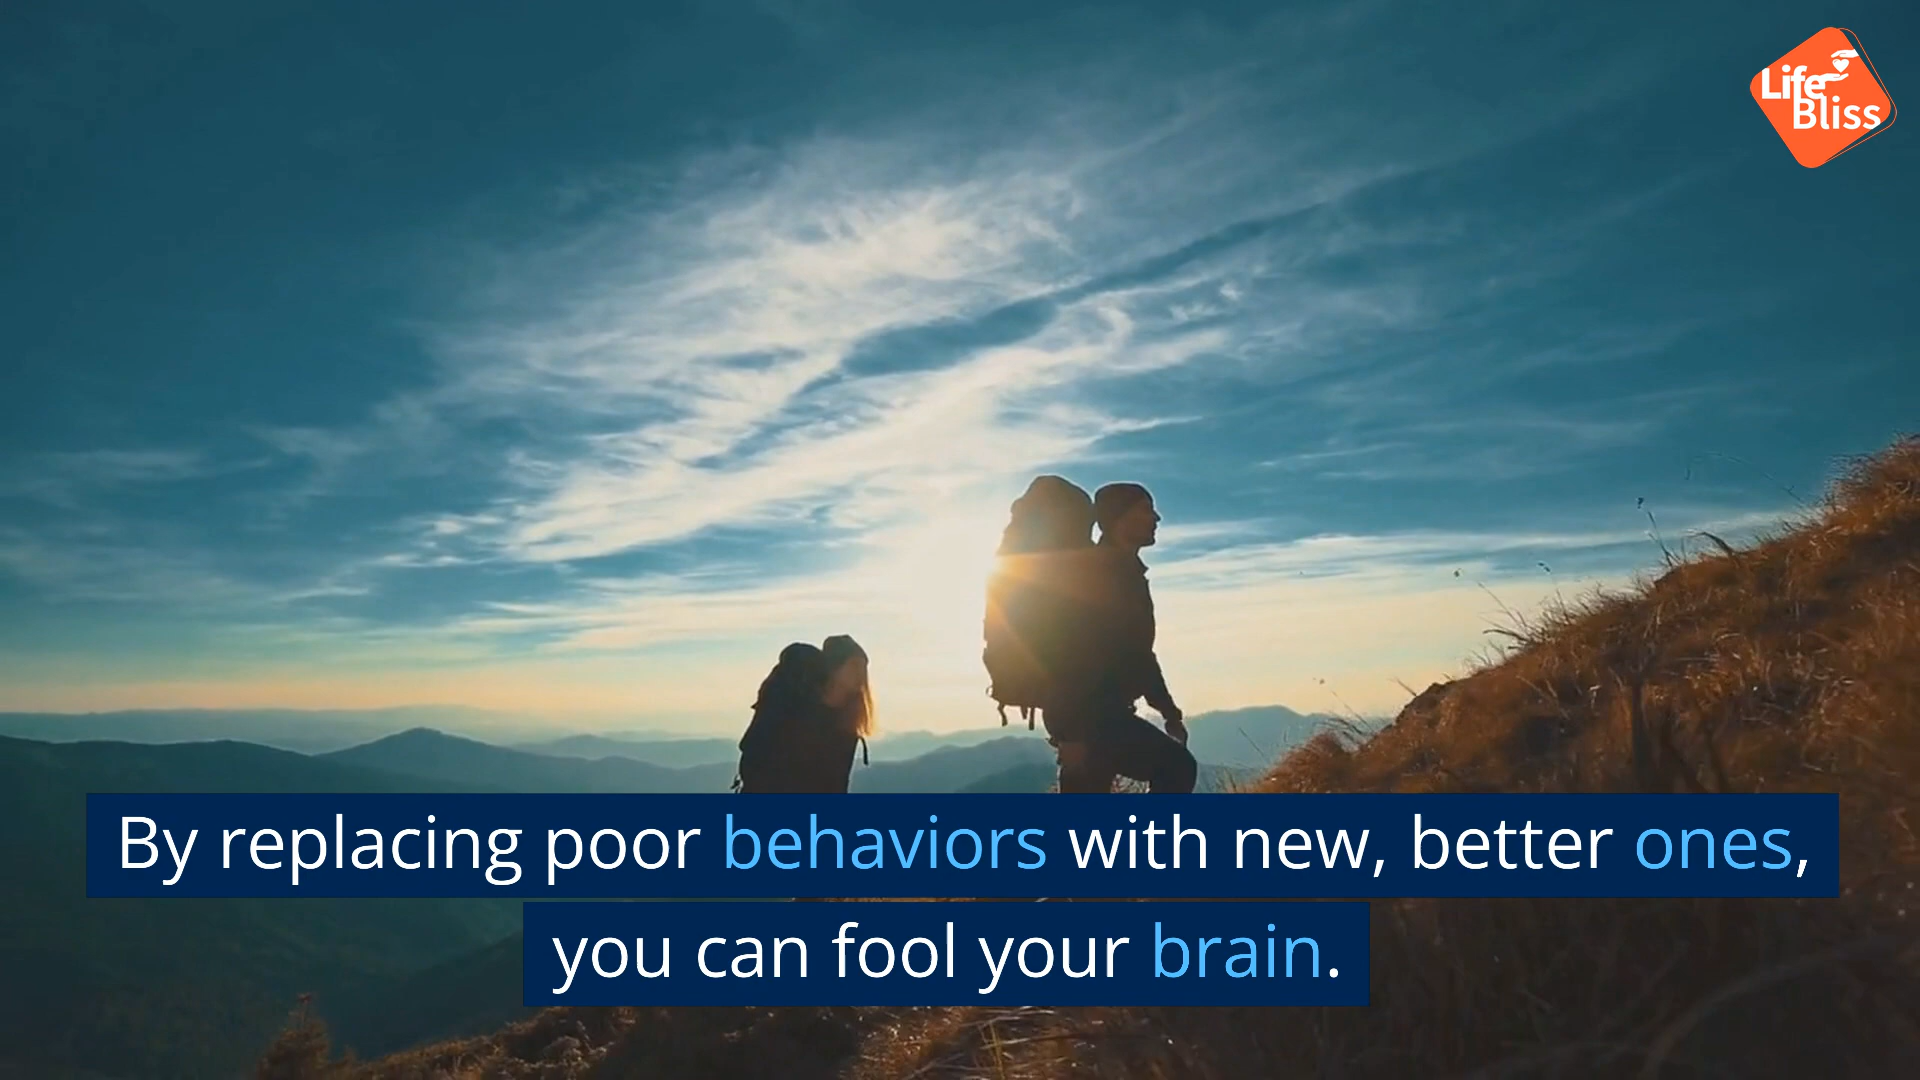 Life
Bliss
By replacing poor behaviors with new, better ones,
you can fool your brain.